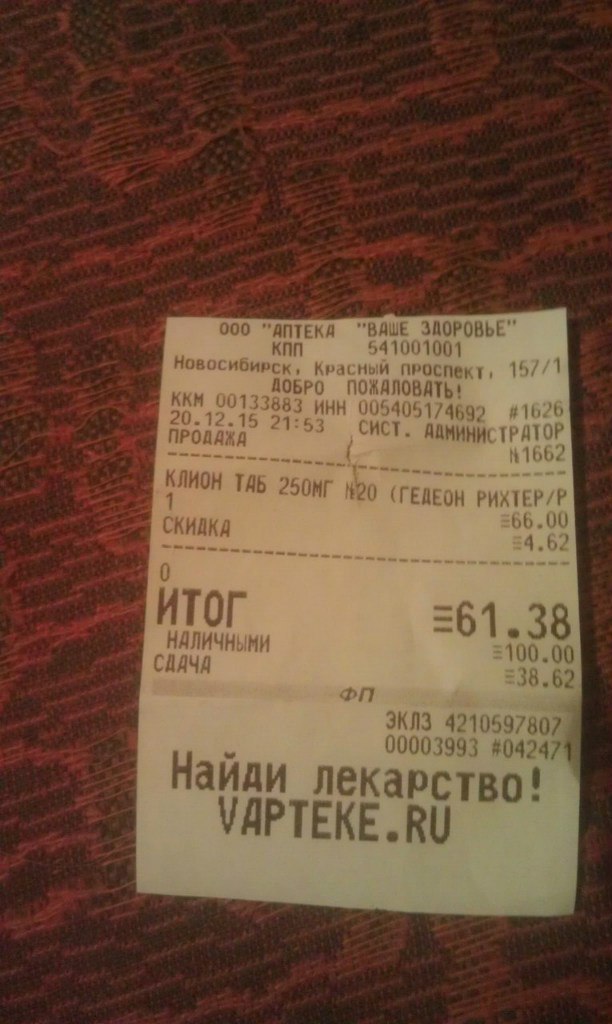 ООО "АПТЕКА "ВАШЕ ЗДОРОВЬЕ"
КПП 541001001
Новосибирск, Красный проспект, 157/1
ДОБРО ПОЖАЛОВАТЬ!
ККМ 00133883 ИНН 005405174692 #1626
20.12.15 21:53 СИСТ. АДМИНИСТРАТОР
ПРОДАЖА №1662
КЛИОН ТАБ 250МГ №20 (ГЕДЕОН РИХТЕР/Р
1 ≡66.00
СКИДКА ≡4.62
0
ИТОГ ≡61.38
НАЛИЧНЫМИ ≡100.00
СДАЧА ≡38.62
ФП
ЭКЛЗ 4210597807
00003993 #042471
Найди лекарство!
VAPTEKE.RU